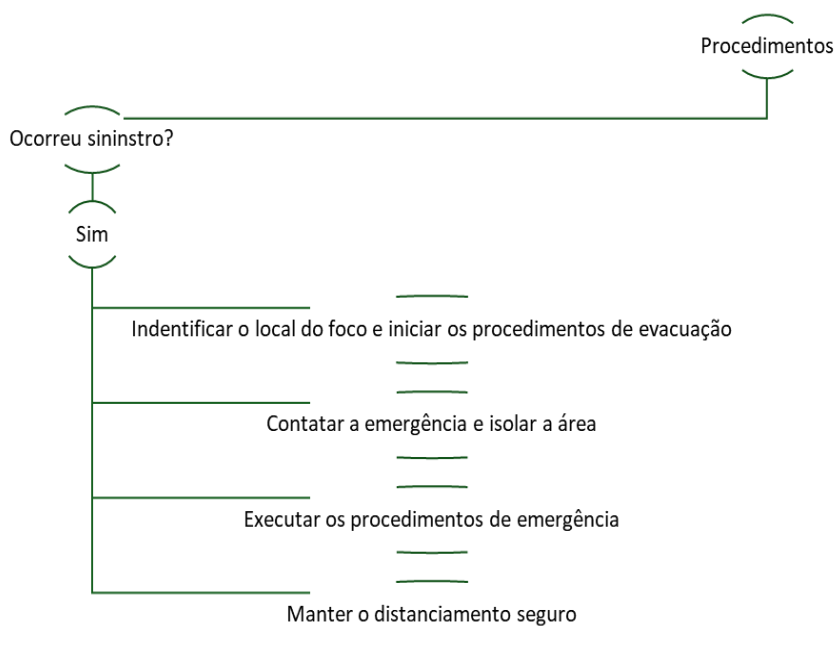 Procedimentos
Ocorreu sininstro?
Sim
Indentificar o local do foco e iniciar os procedimentos de evacuação
Contatar a emergência e isolar a área
Executar os procedimentos de emergência
Manter o distanciamento seguro